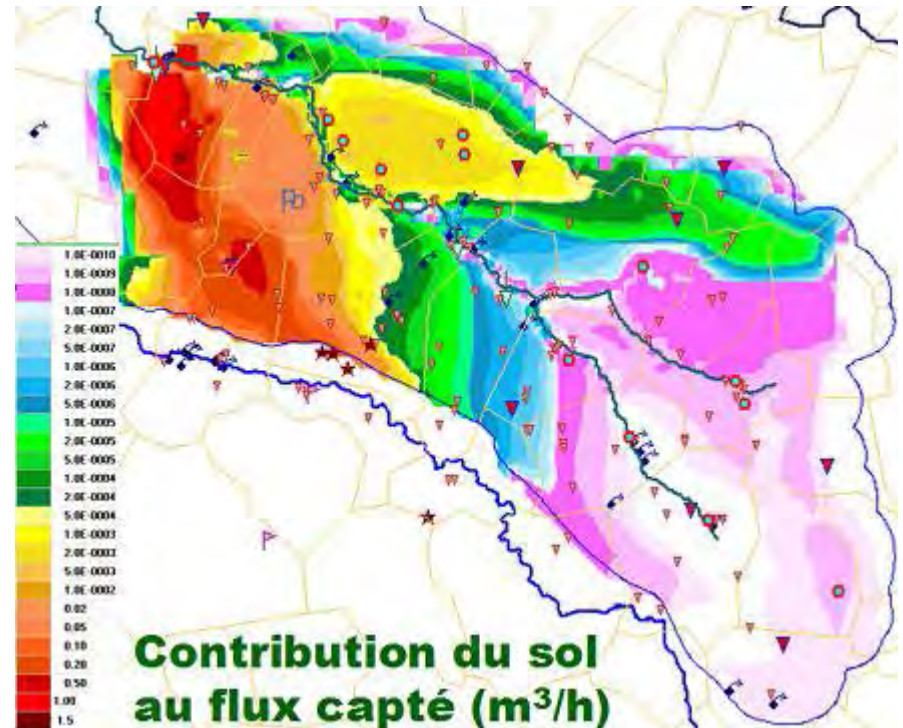 1.0E-0010
1.0E-0009
1.0E-0008
1.0E-0007
2.0E-0007
5.0E-0007
1.0E-0006
2.0E-0006
5.0E-0006
1.0E-0005
2.0E-0005
5.0E-0005
1.0E-0004
2.0E-0004
5.0E-0004
1.0E-0003
2.0E-0003
5.0E-0003
1.0E-0002
0.02
0.05
0.10
0.20
0.50
1.00
1.5
Contribution du sol
au flux capté (m³/h)